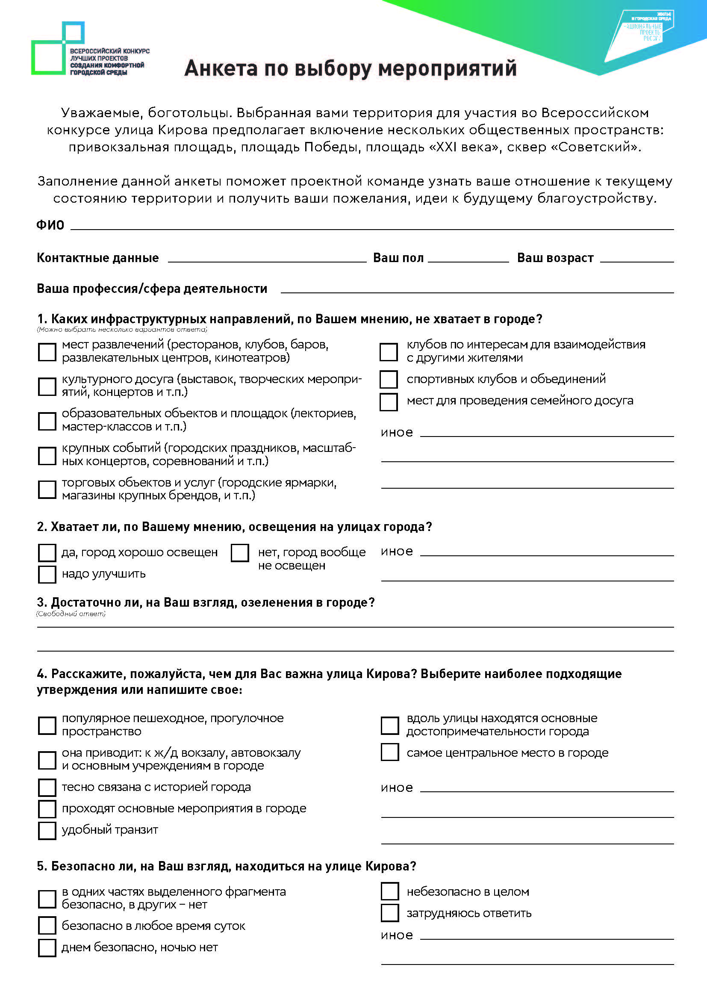 ЖИЛЬЕ
И ГОРОДСКАЯ СРЕДА
НАЦИОНАЛЬНЫЕ
ПРОЕКТЫ
РОССИИ
ВСЕРОССИЙСКИЙ КОНКУРС
ЛУЧШИХ ПРОЕКТОВ
СОЗДАНИЯ КОМФОРТНОЙ
ГОРОДСКОЙ СРЕДЫ
Анкета по выбору мероприятий
Уважаемые, боготольцы. Выбранная вами территория для участия во Всероссийском
конкурсе улица Кирова предполагает включение нескольких общественных пространств:
привокзальная площадь, площадь Победы, площадь «XXI века», сквер «Советский».
Заполнение данной анкеты поможет проектной команде узнать ваше отношение к текущему
состоянию территории и получить ваши пожелания, идеи к будущему благоустройству.
ФИО
Контактные данные Ваш пол Ваш возраст
Ваша профессия/сфера деятельности
1. Каких инфраструктурных направлений, по Вашем мнению, не хватает в городе?
(Можно выбрать несколько вариантов ответа)
мест развлечений (ресторанов, клубов, баров,
развлекательных центров, кинотеатров)
культурного досуга (выставок, творческих меропри-
ятий, концертов и т.п.)
образовательных объектов и площадок (лекториев,
мастер-классов и т.п.)
крупных событий (городских праздников, масштаб-
ных концертов, соревнований и т.п.)
торговых объектов и услуг (городские ярмарки,
магазины крупных брендов, и т.п.)
клубов по интересам для взаимодействия
с другими жителями
спортивных клубов и объединений
мест для проведения семейного досуга
иное
2. Хватает ли, по Вашему мнению, освещения на улицах города?
да, город хорошо освещен
надо улучшить
нет, город вообще
не освещен
иное
3. Достаточно ли, на Ваш взгляд, озеленения в городе?
(Свободный ответ)
4. Расскажите, пожалуйста, чем для Вас важна улица Кирова? Выберите наиболее подходящие
утверждения или напишите свое:
популярное пешеходное, прогулочное
пространство
она приводит: к ж/д вокзалу, автовокзалу
и основным учреждениям в городе
тесно связана с историей города
проходят основные мероприятия в городе
удобный транзит
вдоль улицы находятся основные
достопримечательности города
самое центральное место в городе
иное
5. Безопасно ли, на Ваш взгляд, находиться на улице Кирова?
в одних частях выделенного фрагмента
безопасно, в других – нет
безопасно в любое время суток
днем безопасно, ночью нет
небезопасно в целом
затрудняюсь ответить
иное